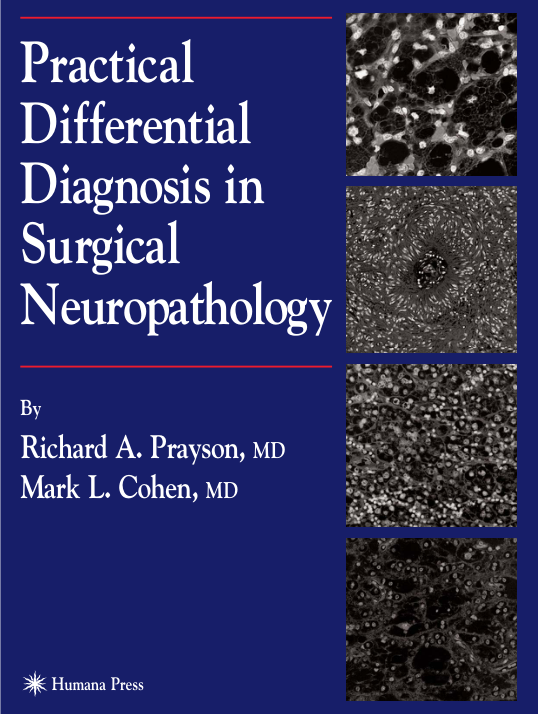 Practical
Differential
Diagnosis in
Surgical
Neuropathology
By
Richard A. Prayson, MD
Mark L. Cohen, MD
Humana Press